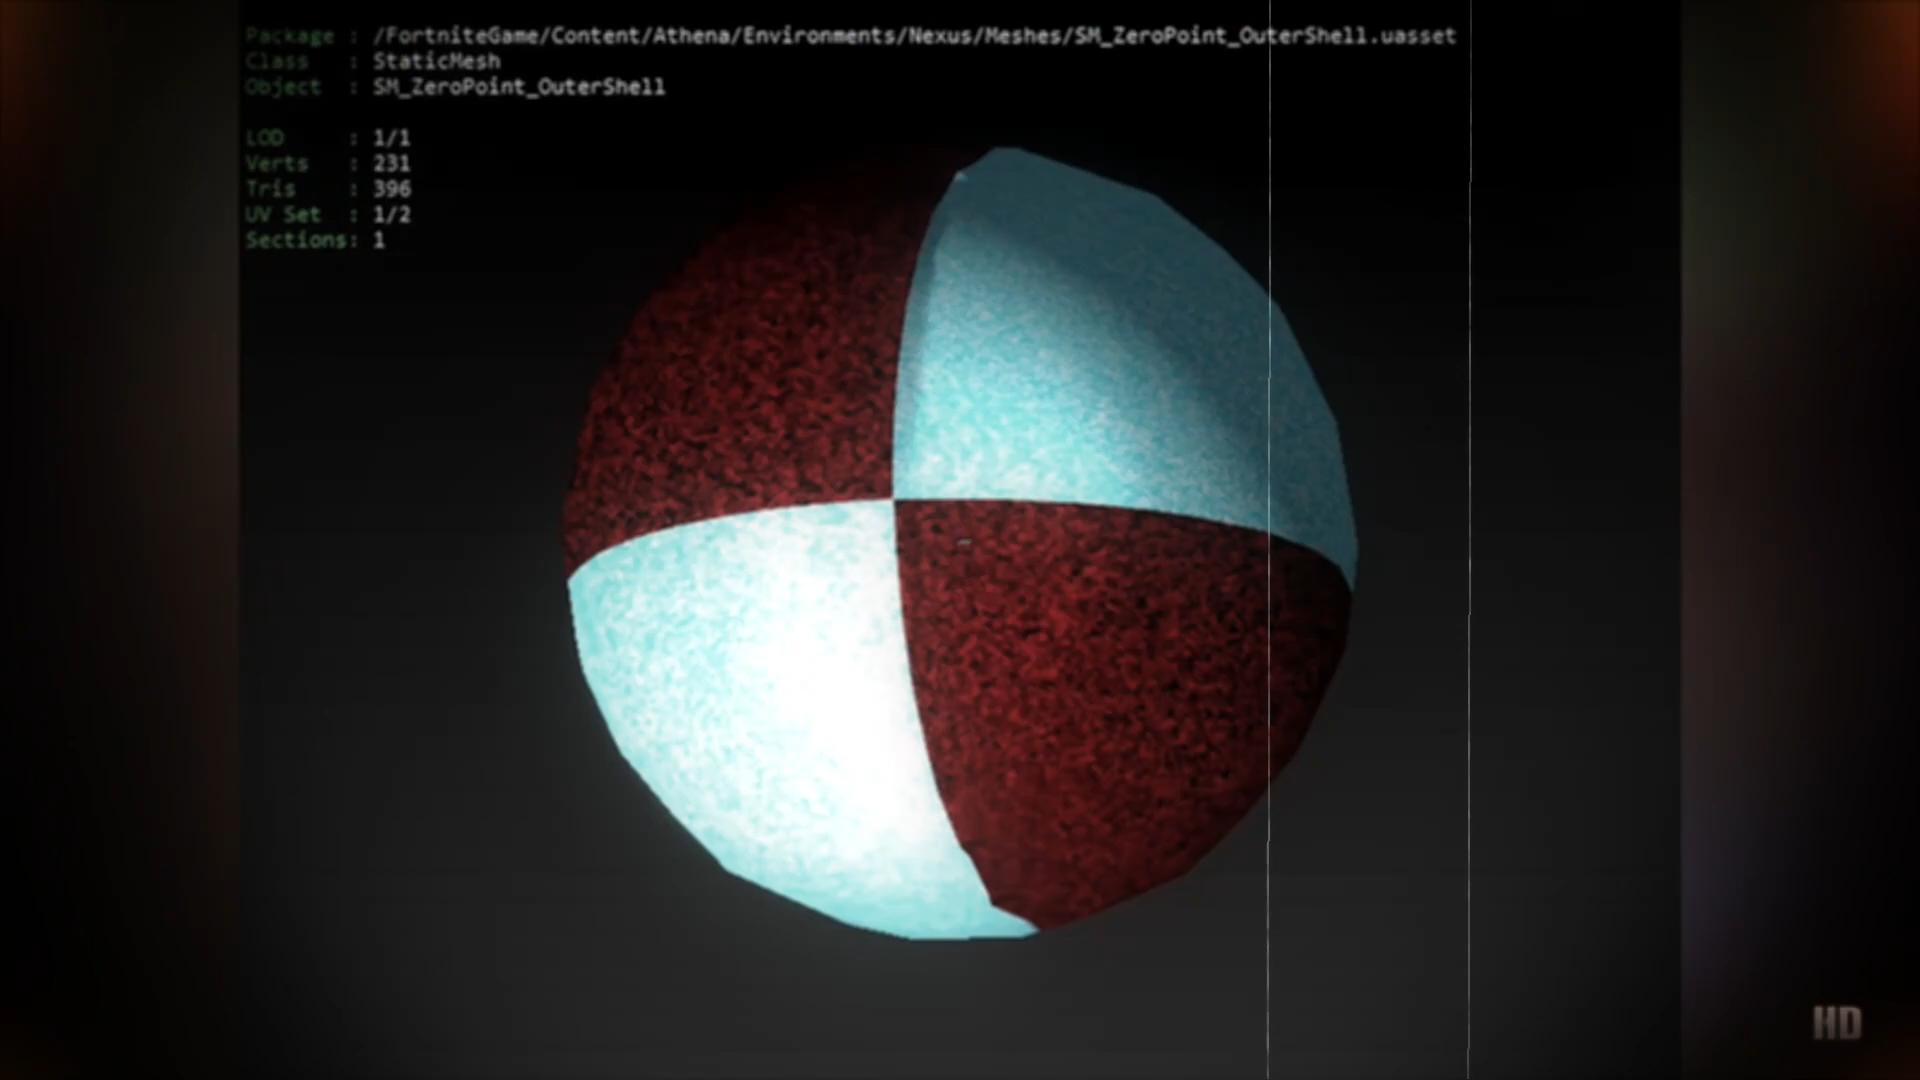 Package : /FortniteGame/Content/Athena/Environments/Nexus/Meshes/SM_ZeroPoint_OuterShell.uasset
Class : StaticMesh
Object : SM_ZeroPoint_OuterShell
LOD : 1/1
Verts : 231
Tris : 396
UV Set : 1/2
Sections: 1
HD